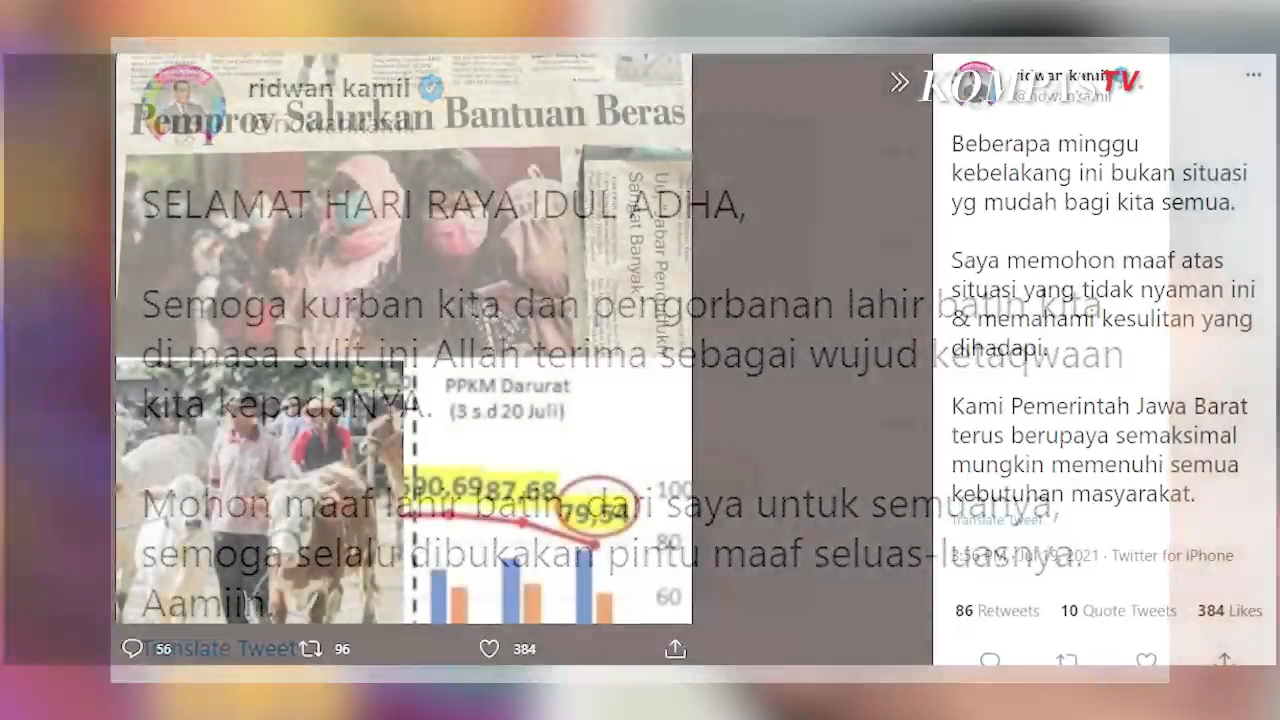 KOMPAS TV
ridwan kamil
@ridwankamil
Pemprov Salurkan Bantuan Beras
SELAMAT HARI RAYA IDUL ADHA,
Semoga kurban kita dan pengorbanan lahir batin kita
di masa sulit ini Allah terima sebagai wujud ketaqwaan
kita kepadaNYA.
Mohon maaf lahir batin, dari saya untuk semuanya,
semoga selalu dibukakan pintu maaf seluas-luasnya.
Aamiin.
Translate Tweet
Sangat Banyak
PPKM Darurat
(3 s.d 20 Juli)
90,69
87,68
79,54
100
80
60
56
96
384
ridwan kamil
@ridwankamil
Beberapa minggu
kebelakang ini bukan situasi
yg mudah bagi kita semua.
Saya memohon maaf atas
situasi yang tidak nyaman ini
& memahami kesulitan yang
dihadapi.
Kami Pemerintah Jawa Barat
terus berupaya semaksimal
mungkin memenuhi semua
kebutuhan masyarakat.
Translate Tweet
Jul 19, 2021 · Twitter for iPhone
86 Retweets 10 Quote Tweets 384 Likes